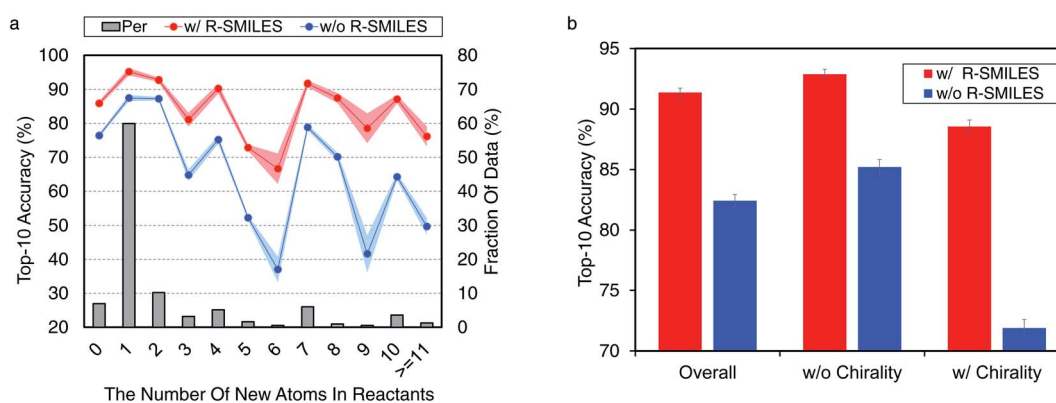 a
Per w/ R-SMILES w/o R-SMILES
100
90
80
70
60
50
40
30
20
Top-10 Accuracy (%)
80
70
60
50
40
30
20
10
0
Fraction Of Data (%)
0 1 2 3 4 5 6 7 8 9 10 >=11
The Number Of New Atoms In Reactants
b
95
90
85
80
75
70
Top-10 Accuracy (%)
w/ R-SMILES
w/o R-SMILES
Overall w/o Chirality w/ Chirality